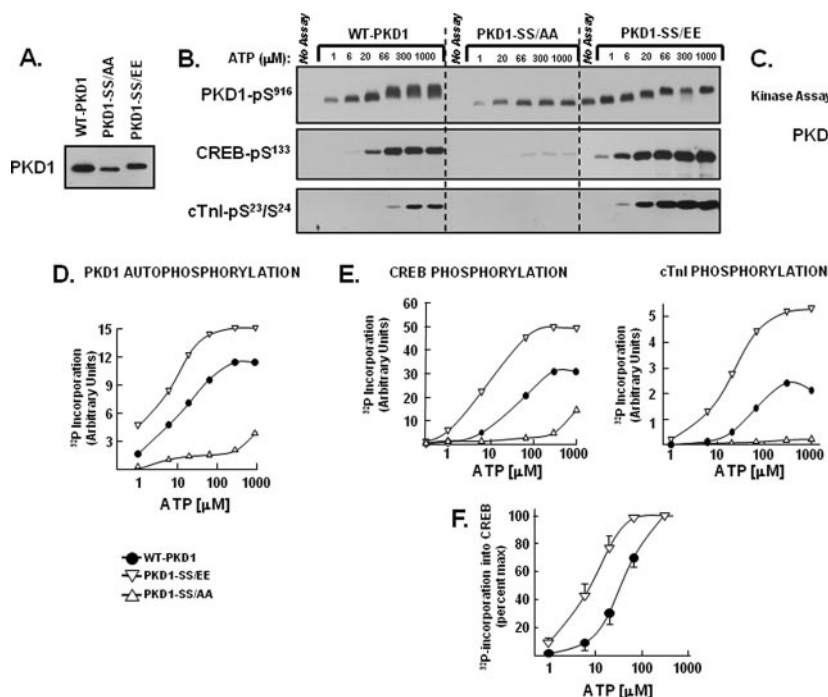 A.
WT-PKD1
PKD1-SS/AA
PKD1-SS/EE
PKD1
B.
No Assay
WT-PKD1
No Assay
PKD1-SS/AA
No Assay
PKD1-SS/EE
ATP (µM):
1 6 20 66 300 1000
1 20 66 300 1000
1 6 20 66 300 1000
PKD1-pS916
CREB-pS133
cTnI-pS23/S24
C.
Kinase Assay
PKD
D. PKD1 AUTOPHOSPHORYLATION
32P Incorporation
(Arbitrary Units)
15
12
9
6
3
1 10 100 1000
ATP [µM]
E. CREB PHOSPHORYLATION
32P Incorporation
(Arbitrary Units)
60
50
40
30
20
10
1 10 100 1000
ATP [µM]
cTnI PHOSPHORYLATION
32P Incorporation
(Arbitrary Units)
5
4
3
2
1
1 10 100 1000
ATP [µM]
WT-PKD1
PKD1-SS/EE
PKD1-SS/AA
F.
32P-incorporation into CREB
(percent max)
100
80
60
40
20
1 10 100 1000
ATP [µM]